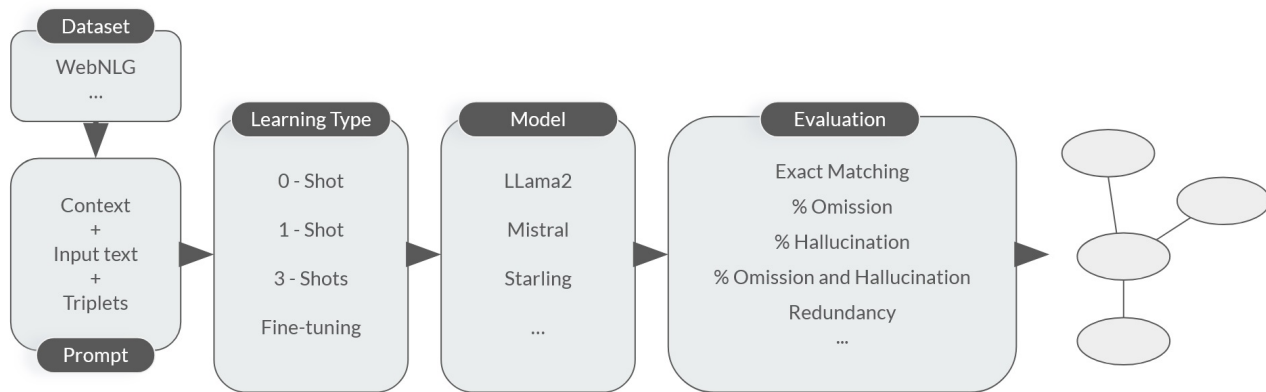 Dataset
WebNLG
...
Context
+
Input text
+
Triplets
Prompt
Learning Type
0 - Shot
1 - Shot
3 - Shots
Fine-tuning
Model
LLama2
Mistral
Starling
...
Evaluation
Exact Matching
% Omission
% Hallucination
% Omission and Hallucination
Redundancy
...